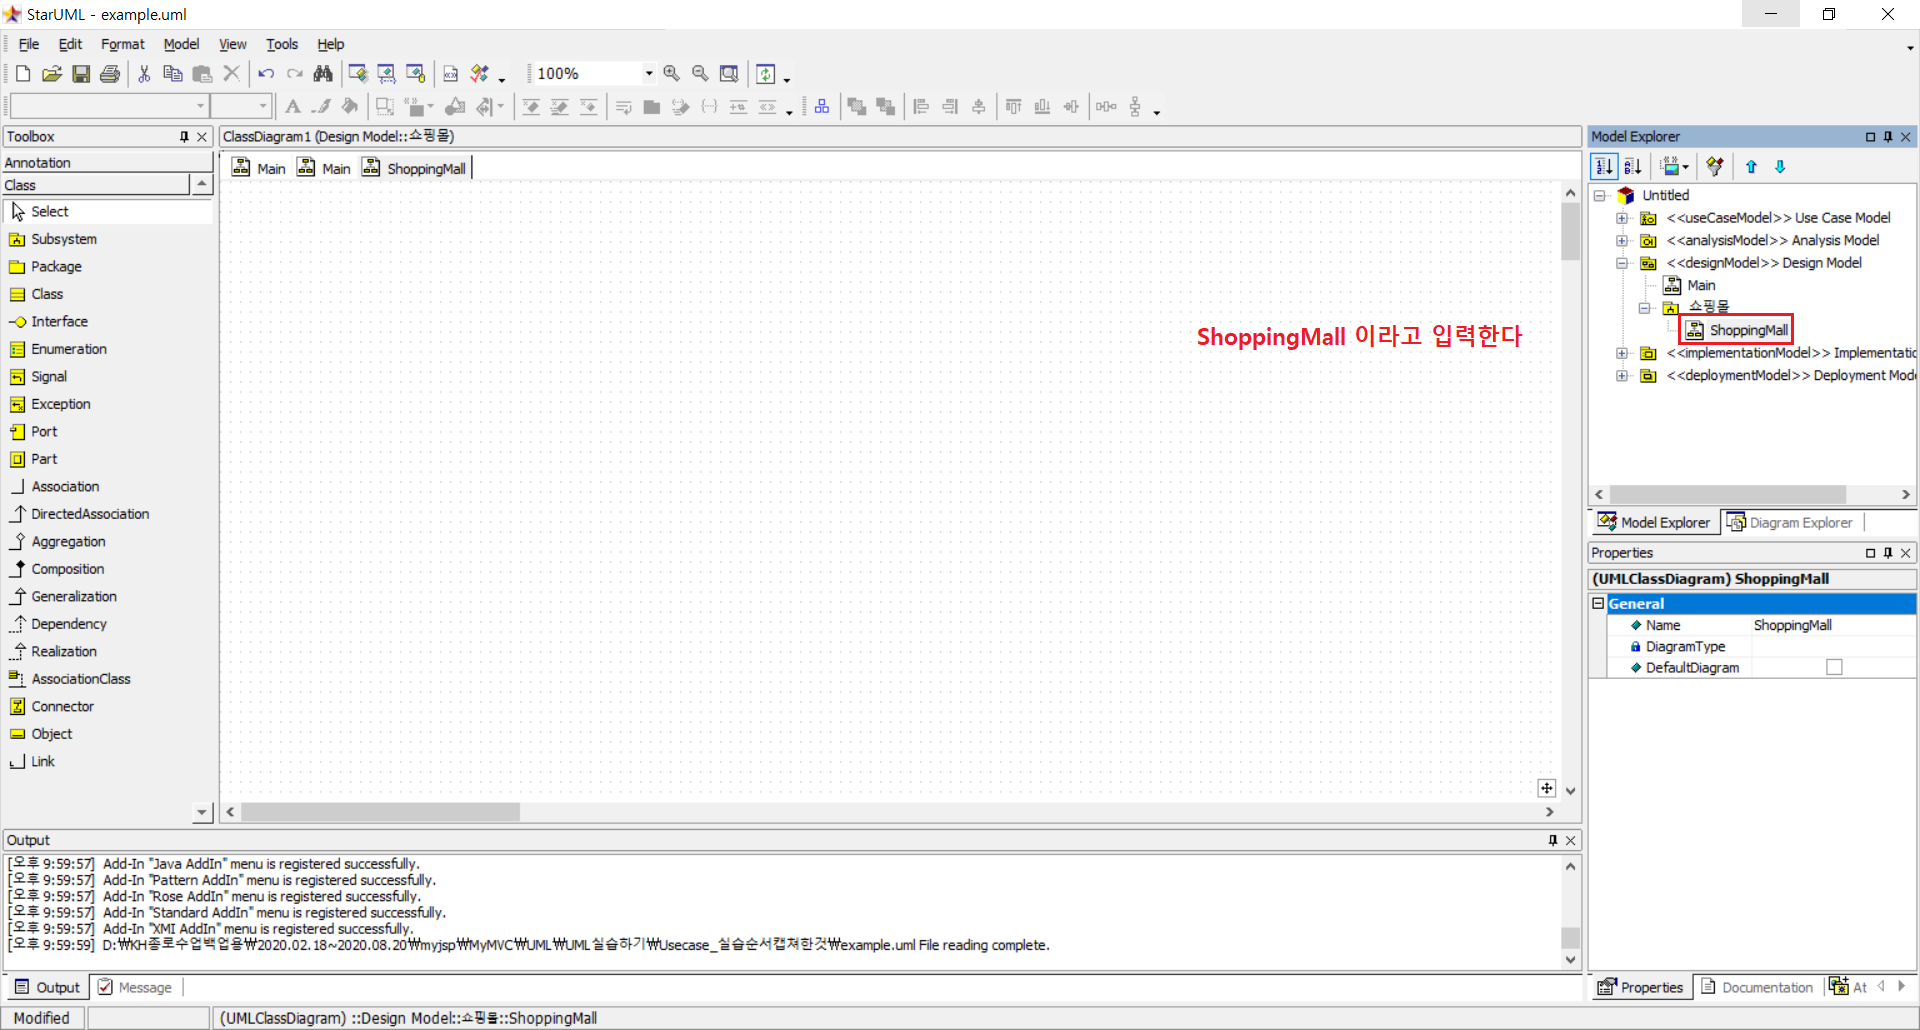 StarUML - example.uml
File Edit Format Model View Tools Help
100%
Toolbox
Annotation
Class
Select
Subsystem
Package
Class
Interface
Enumeration
Signal
Exception
Port
Part
Association
DirectedAssociation
Aggregation
Composition
Generalization
Dependency
Realization
AssociationClass
Connector
Object
Link
ClassDiagram1 (Design Model::쇼핑몰)
Main Main ShoppingMall
ShoppingMall 이라고 입력한다
Model Explorer
Untitled
<<useCaseModel>> Use Case Model
<<analysisModel>> Analysis Model
<<designModel>> Design Model
Main
쇼핑몰
ShoppingMall
<<implementationModel>> Implementatio
<<deploymentModel>> Deployment Mode
Model Explorer Diagram Explorer
Properties
(UMLClassDiagram) ShoppingMall
General
Name ShoppingMall
DiagramType
DefaultDiagram
Properties Documentation At
Output
[오후 9:59:57] Add-In "Java AddIn" menu is registered successfully.
[오후 9:59:57] Add-In "Pattern AddIn" menu is registered successfully.
[오후 9:59:57] Add-In "Rose AddIn" menu is registered successfully.
[오후 9:59:57] Add-In "Standard AddIn" menu is registered successfully.
[오후 9:59:57] Add-In "XMI AddIn" menu is registered successfully.
[오후 9:59:59] D:₩KH종로수업백업용₩2020.02.18~2020.08.20₩myjsp₩MyMVC₩UML₩UML실습하기₩Usecase_실습순서캡쳐한것₩example.uml File reading complete.
Output Message
Modified
(UMLClassDiagram) ::Design Model::쇼핑몰::ShoppingMall